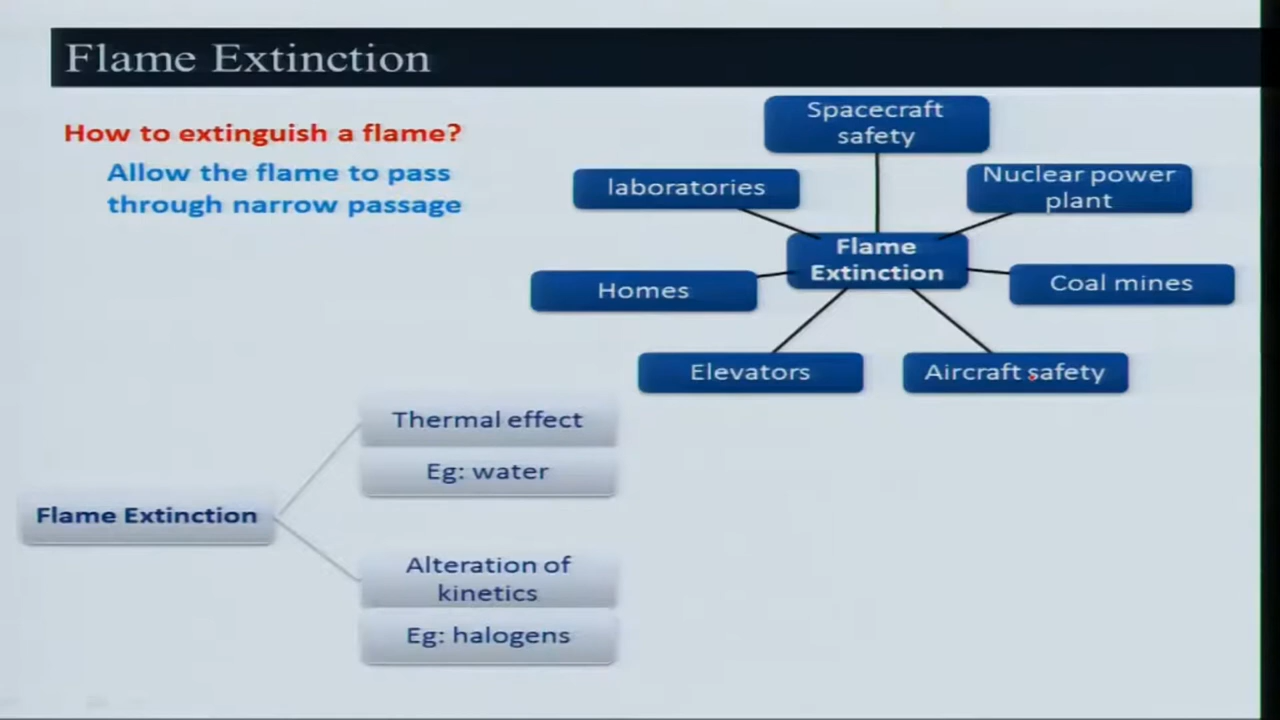 Flame Extinction
How to extinguish a flame?
Allow the flame to pass
through narrow passage
Spacecraft
safety
laboratories
Nuclear power
plant
Flame
Extinction
Homes
Coal mines
Elevators
Aircraft safety
Thermal effect
Eg: water
Flame Extinction
Alteration of
kinetics
Eg: halogens